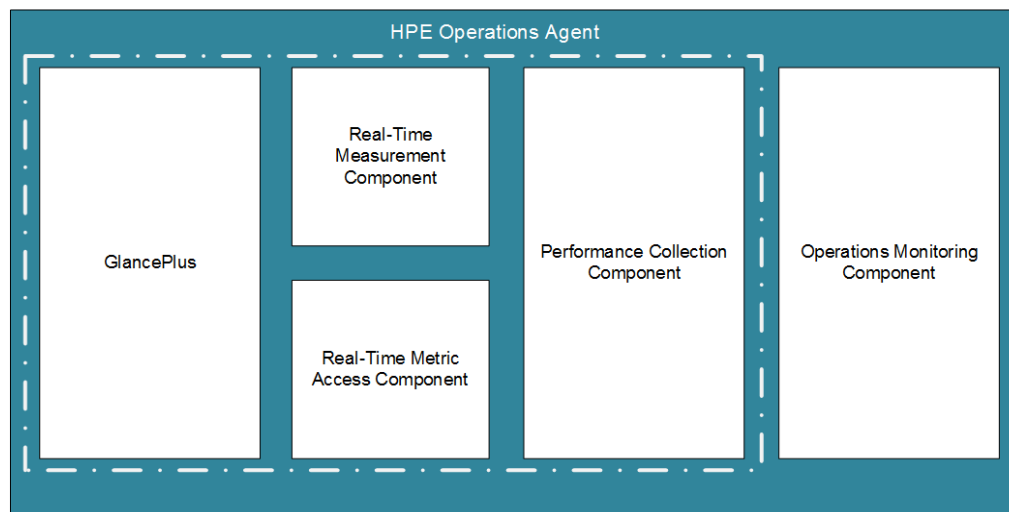 HPE Operations Agent
GlancePlus
Real-Time
Measurement
Component
Real-Time Metric
Access Component
Performance Collection
Component
Operations Monitoring
Component